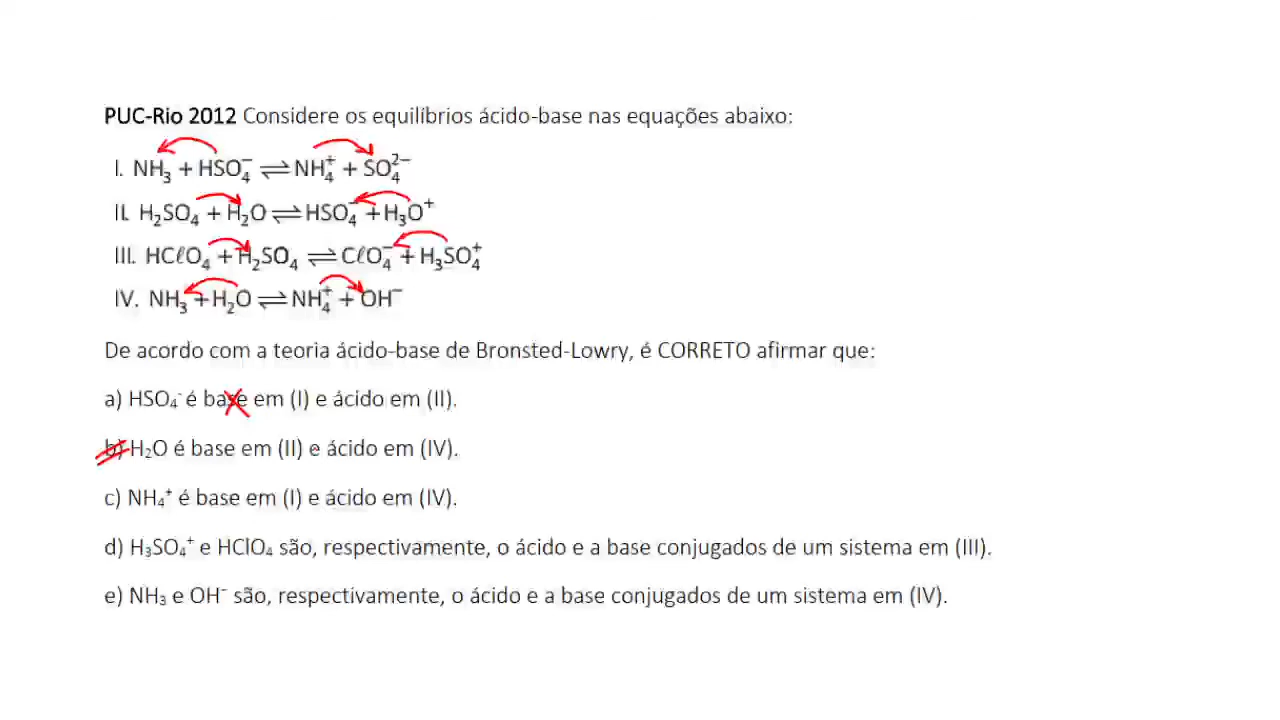 PUC-Rio 2012 Considere os equilíbrios ácido-base nas equações abaixo:
I. NH₃ + HSO₄⁻ ⇌ NH₄⁺ + SO₄²⁻
II. H₂SO₄ + H₂O ⇌ HSO₄⁻ + H₃O⁺
III. HCℓO₄ + H₂SO₄ ⇌ CℓO₄⁻ + H₃SO₄⁺
IV. NH₃ + H₂O ⇌ NH₄⁺ + OH⁻
De acordo com a teoria ácido-base de Bronsted-Lowry, é CORRETO afirmar que:
a) HSO₄⁻ é base em (I) e ácido em (II).
b) H₂O é base em (II) e ácido em (IV).
c) NH₄⁺ é base em (I) e ácido em (IV).
d) H₃SO₄⁺ e HClO₄ são, respectivamente, o ácido e a base conjugados de um sistema em (III).
e) NH₃ e OH⁻ são, respectivamente, o ácido e a base conjugados de um sistema em (IV).